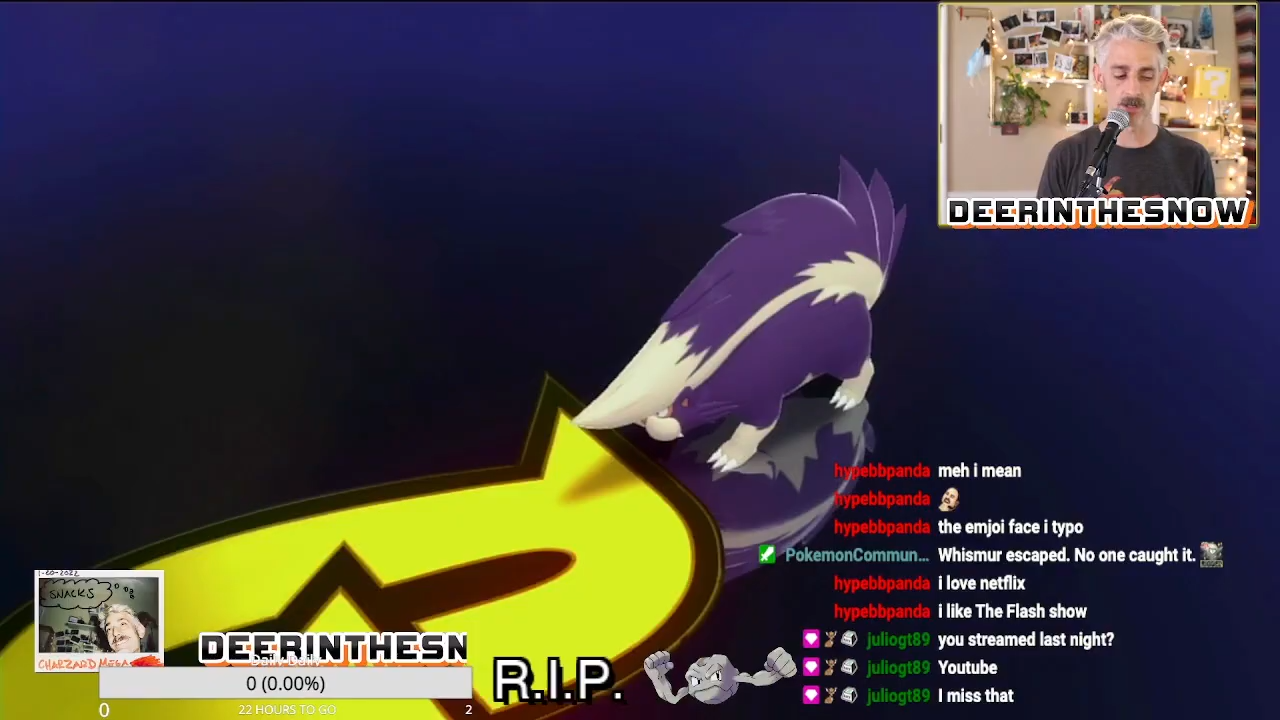 DEERINTHESNOW
hypebbpanda meh i mean
hypebbpanda
hypebbpanda the emjoi face i typo
PokemonCommun... Whismur escaped. No one caught it.
hypebbpanda i love netflix
hypebbpanda i like The Flash show
juliogt89 you streamed last night?
juliogt89 Youtube
juliogt89 I miss that
SNACKS
CHARZARD MEGA
DEERINTHESN
0 (0.00%)
0 22 HOURS TO GO 2
R.I.P.